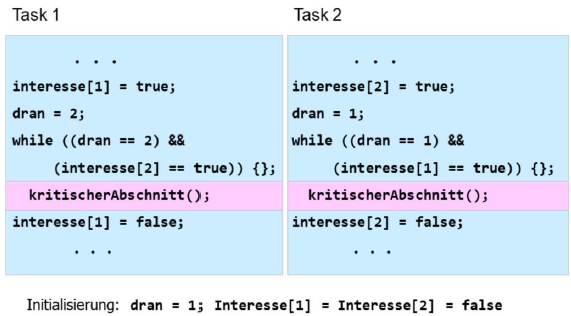 Task 1
. . .
interesse[1] = true;
dran = 2;
while ((dran == 2) &&
(interesse[2] == true)) {};
kritischerAbschnitt();
interesse[1] = false;
. . .
Task 2
. . .
interesse[2] = true;
dran = 1;
while ((dran == 1) &&
(interesse[1] == true)) {};
kritischerAbschnitt();
interesse[2] = false;
. . .
Initialisierung: dran = 1; Interesse[1] = Interesse[2] = false